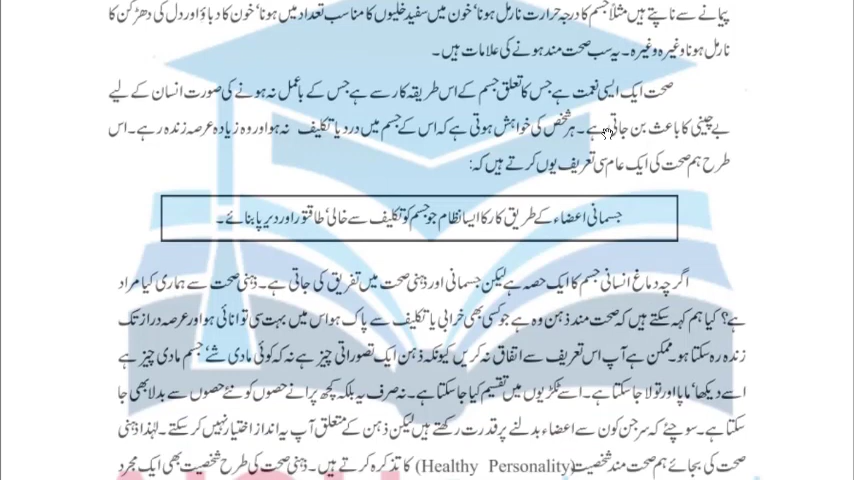 پیمانے سے ناپتے ہیں مثلاً جسم کا درجہ حرارت نارمل ہونا‘ خون میں سفید خلیوں کا مناسب تعداد میں ہونا‘ خون کا دباؤ اور دل کی دھڑکن کا
نارمل ہونا وغیرہ وغیرہ۔ یہ سب صحت مند ہونے کی علامات ہیں۔
صحت ایک ایسی نعمت ہے جس کا تعلق جسم کے اس طریقہ کار سے ہے جس کے باعمل نہ ہونے کی صورت انسان کے لیے
بے چینی کا باعث بن جاتی ہے۔ ہر شخص کی خواہش ہوتی ہے کہ اس کے جسم میں درد یا تکلیف نہ ہو اور وہ زیادہ عرصہ زندہ رہے۔ اس
طرح ہم صحت کی ایک عام سی تعریف یوں کرتے ہیں کہ:
جسمانی اعضاء کے طریق کار کا ایسا نظام جو جسم کو تکلیف سے خالی‘ طاقتور اور دیرپا بنائے۔
اگرچہ دماغ انسانی جسم کا ایک حصہ ہے لیکن جسمانی اور ذہنی صحت میں تفریق کی جاتی ہے۔ ذہنی صحت سے ہماری کیا مراد
ہے؟ کیا ہم کہہ سکتے ہیں کہ صحت مند ذہن وہ ہے جو کسی بھی خرابی یا تکلیف سے پاک ہو اس میں بہت سی توانائی ہو اور عرصہ دراز تک
زندہ رہ سکتا ہو۔ ممکن ہے آپ اس تعریف سے اتفاق نہ کریں کیونکہ ذہن ایک تصوراتی چیز ہے نہ کہ کوئی مادی شے‘ جسم مادی چیز ہے
اسے دیکھا‘ ماپا اور تولا جا سکتا ہے۔ اسے ٹکڑیوں میں تقسیم کیا جا سکتا ہے۔ نہ صرف یہ بلکہ کچھ پرانے حصوں کو نئے حصوں سے بدلا بھی جا
سکتا ہے۔ سوچئے کہ سرجن کون سے اعضاء بدلنے پر قدرت رکھتے ہیں لیکن ذہن کے متعلق آپ یہ انداز اختیار نہیں کر سکتے۔ لہٰذا ذہنی
صحت کی بجائے ہم صحت مند شخصیت (Healthy Personality) کا تذکرہ کرتے ہیں۔ ذہنی صحت کی طرح شخصیت بھی ایک مجرد